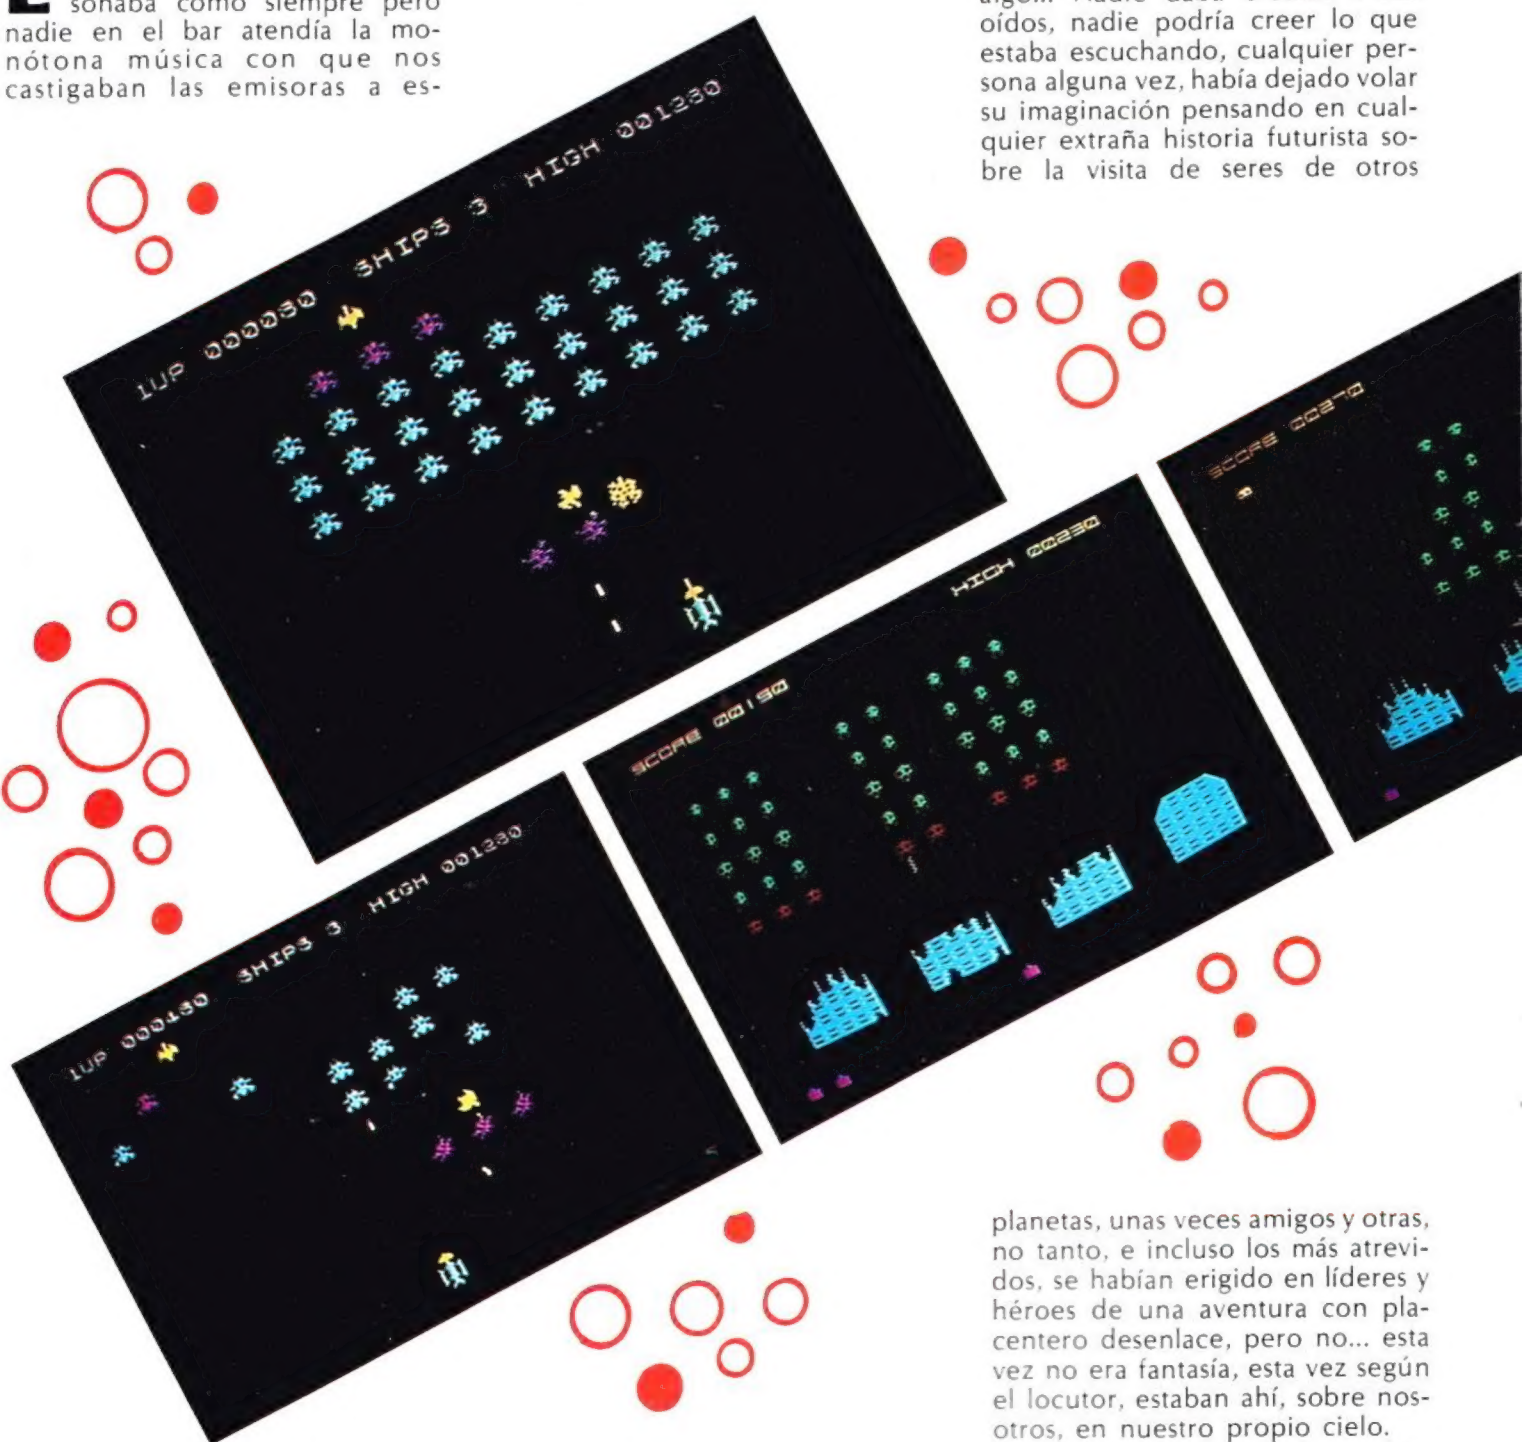 sonaba como siempre pero
nadie en el bar atendía la mo-
nótona música con que nos
castigaban las emisoras a es-
oídos, nadie podría creer lo que
estaba escuchando, cualquier per-
sona alguna vez, había dejado volar
su imaginación pensando en cual-
quier extraña historia futurista so-
bre la visita de seres de otros
1UP 000030 SHIPS 3 HIGH 001230
SCORE 00270
SCORE 00150 HIGH 00230
1UP 000430 SHIPS 3 HIGH 001230
planetas, unas veces amigos y otras,
no tanto, e incluso los más atrevi-
dos, se habían erigido en líderes y
héroes de una aventura con pla-
centero desenlace, pero no... esta
vez no era fantasía, esta vez según
el locutor, estaban ahí, sobre nos-
otros, en nuestro propio cielo.